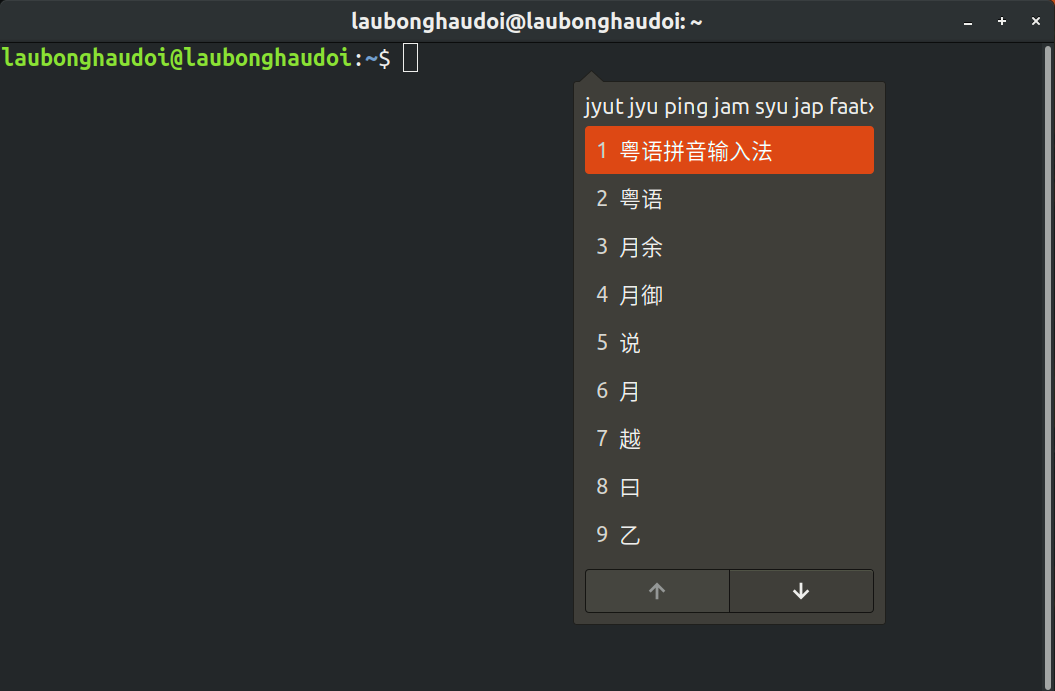 laubonghaudoi@laubonghaudoi: ~
laubonghaudoi@laubonghaudoi:~$
jyut jyu ping jam syu jap faat›
1 粤语拼音输入法
2 粤语
3 月余
4 月御
5 说
6 月
7 越
8 曰
9 乙